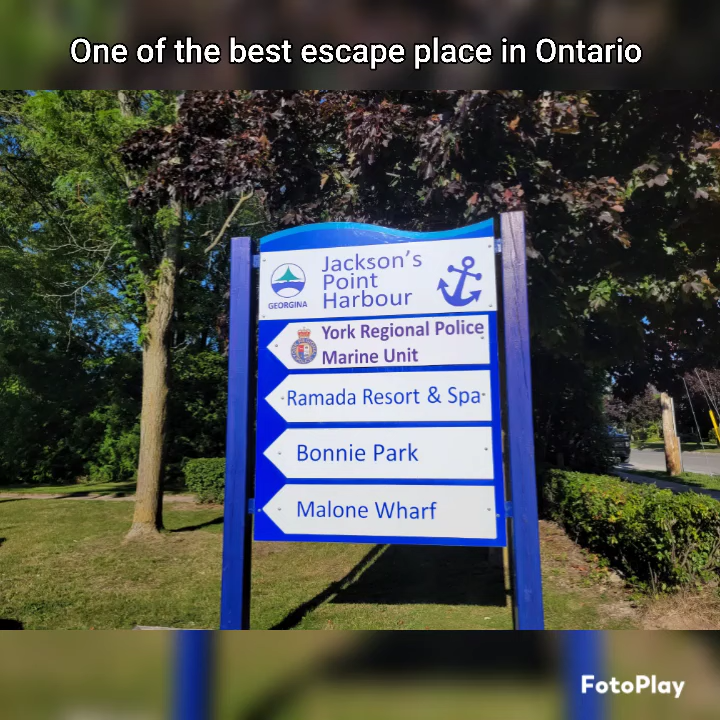 One of the best escape place in Ontario
Jackson's
Point
Harbour
GEORGINA
York Regional Police
Marine Unit
Ramada Resort & Spa
Bonnie Park
Malone Wharf
FotoPlay